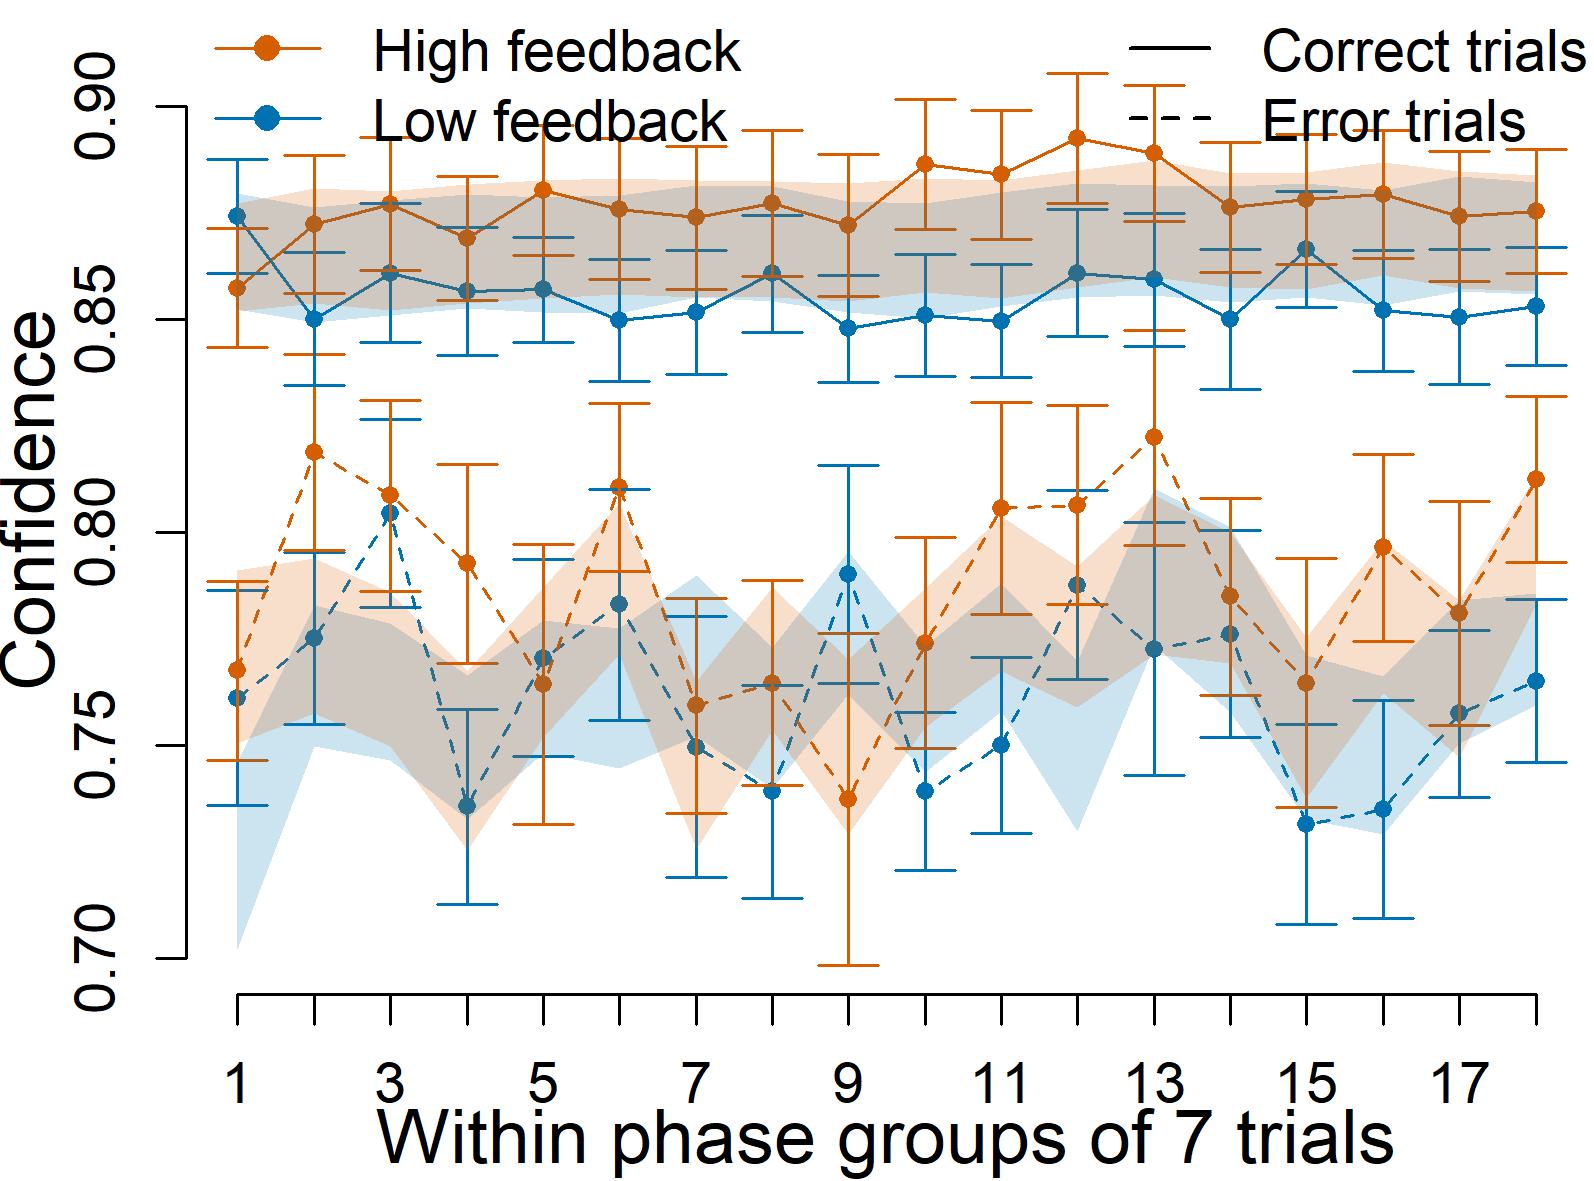 High feedback
Low feedback
Correct trials
Error trials
Confidence
0.90
0.85
0.80
0.75
0.70
1 3 5 7 9 11 13 15 17
Within phase groups of 7 trials